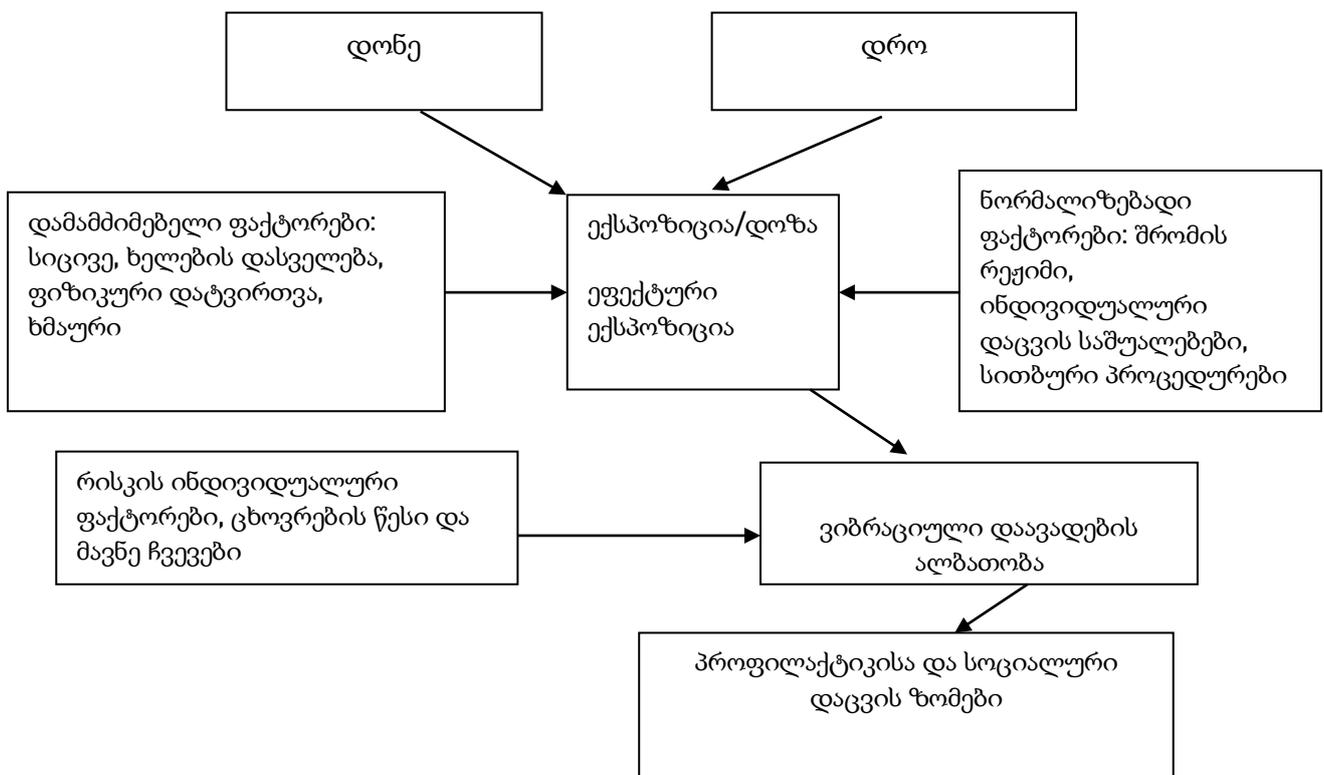 დონე
დრო
დამამძიმებელი ფაქტორები:
სიცივე, ხელების დასველება,
ფიზიკური დატვირთვა,
ხმაური
ექსპოზიცია/დოზა
ეფექტური
ექსპოზიცია
ნორმალიზებადი
ფაქტორები: შრომის
რეჟიმი,
ინდივიდუალური
დაცვის საშუალებები,
სითბური პროცედურები
რისკის ინდივიდუალური
ფაქტორები, ცხოვრების წესი და
მავნე ჩვევები
ვიბრაციული დაავადების
ალბათობა
პროფილაქტიკისა და სოციალური
დაცვის ზომები